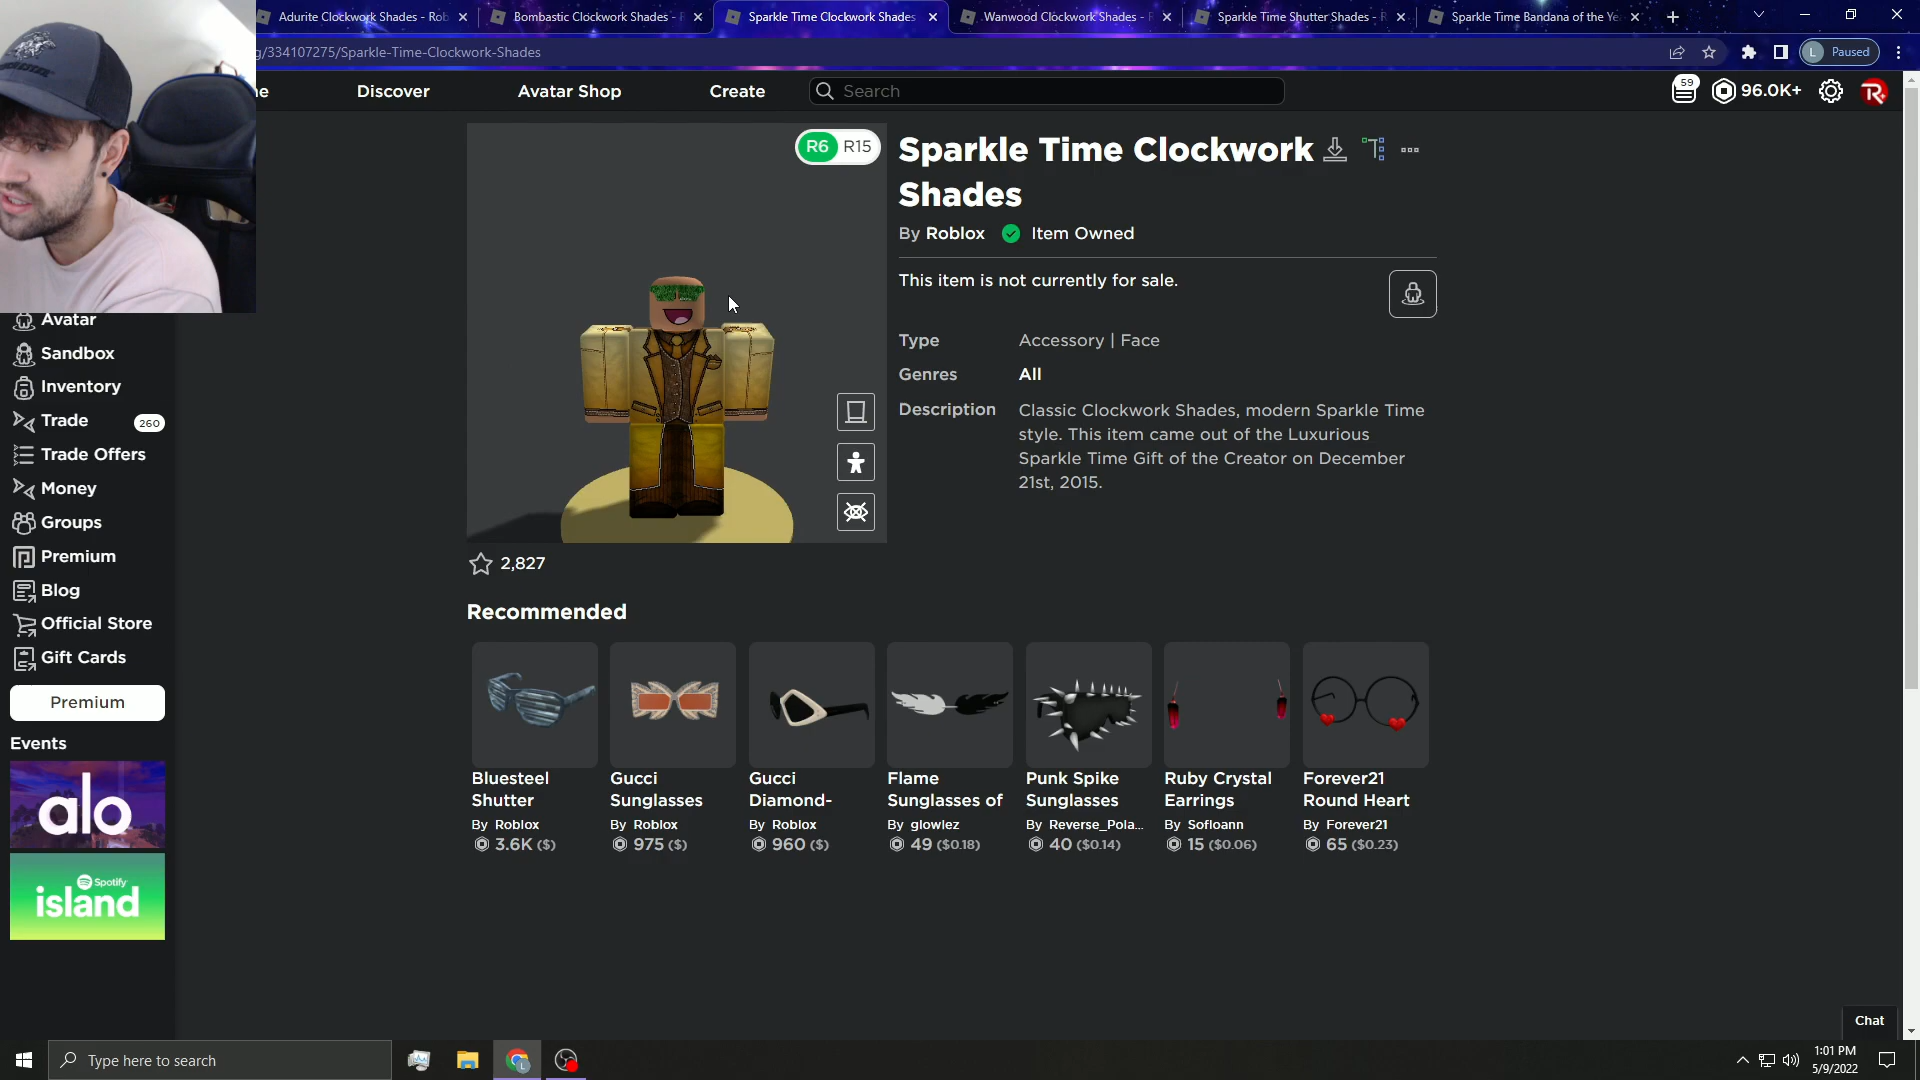 Adurite Clockwork Shades - Rob
Bombastic Clockwork Shades - R
Sparkle Time Clockwork Shades
Wanwood Clockwork Shades - R
Sparkle Time Shutter Shades - R
Sparkle Time Bandana of the Ye
g/334107275/Sparkle-Time-Clockwork-Shades
L Paused
Discover
Avatar Shop
Create
Search
59
96.0K+
R6 R15
Sparkle Time Clockwork
Shades
By Roblox Item Owned
This item is not currently for sale.
Type Accessory | Face
Genres All
Description Classic Clockwork Shades, modern Sparkle Time
style. This item came out of the Luxurious
Sparkle Time Gift of the Creator on December
21st, 2015.
2,827
Avatar
Sandbox
Inventory
Trade 260
Trade Offers
Money
Groups
Premium
Blog
Official Store
Gift Cards
Premium
Events
alo
Spotify
island
Recommended
Bluesteel
Shutter
By Roblox
3.6K ($)
Gucci
Sunglasses
By Roblox
975 ($)
Gucci
Diamond-
By Roblox
960 ($)
Flame
Sunglasses of
By glowlez
49 ($0.18)
Punk Spike
Sunglasses
By Reverse_Pola...
40 ($0.14)
Ruby Crystal
Earrings
By Sofloann
15 ($0.06)
Forever21
Round Heart
By Forever21
65 ($0.23)
Chat
Type here to search
1:01 PM
5/9/2022